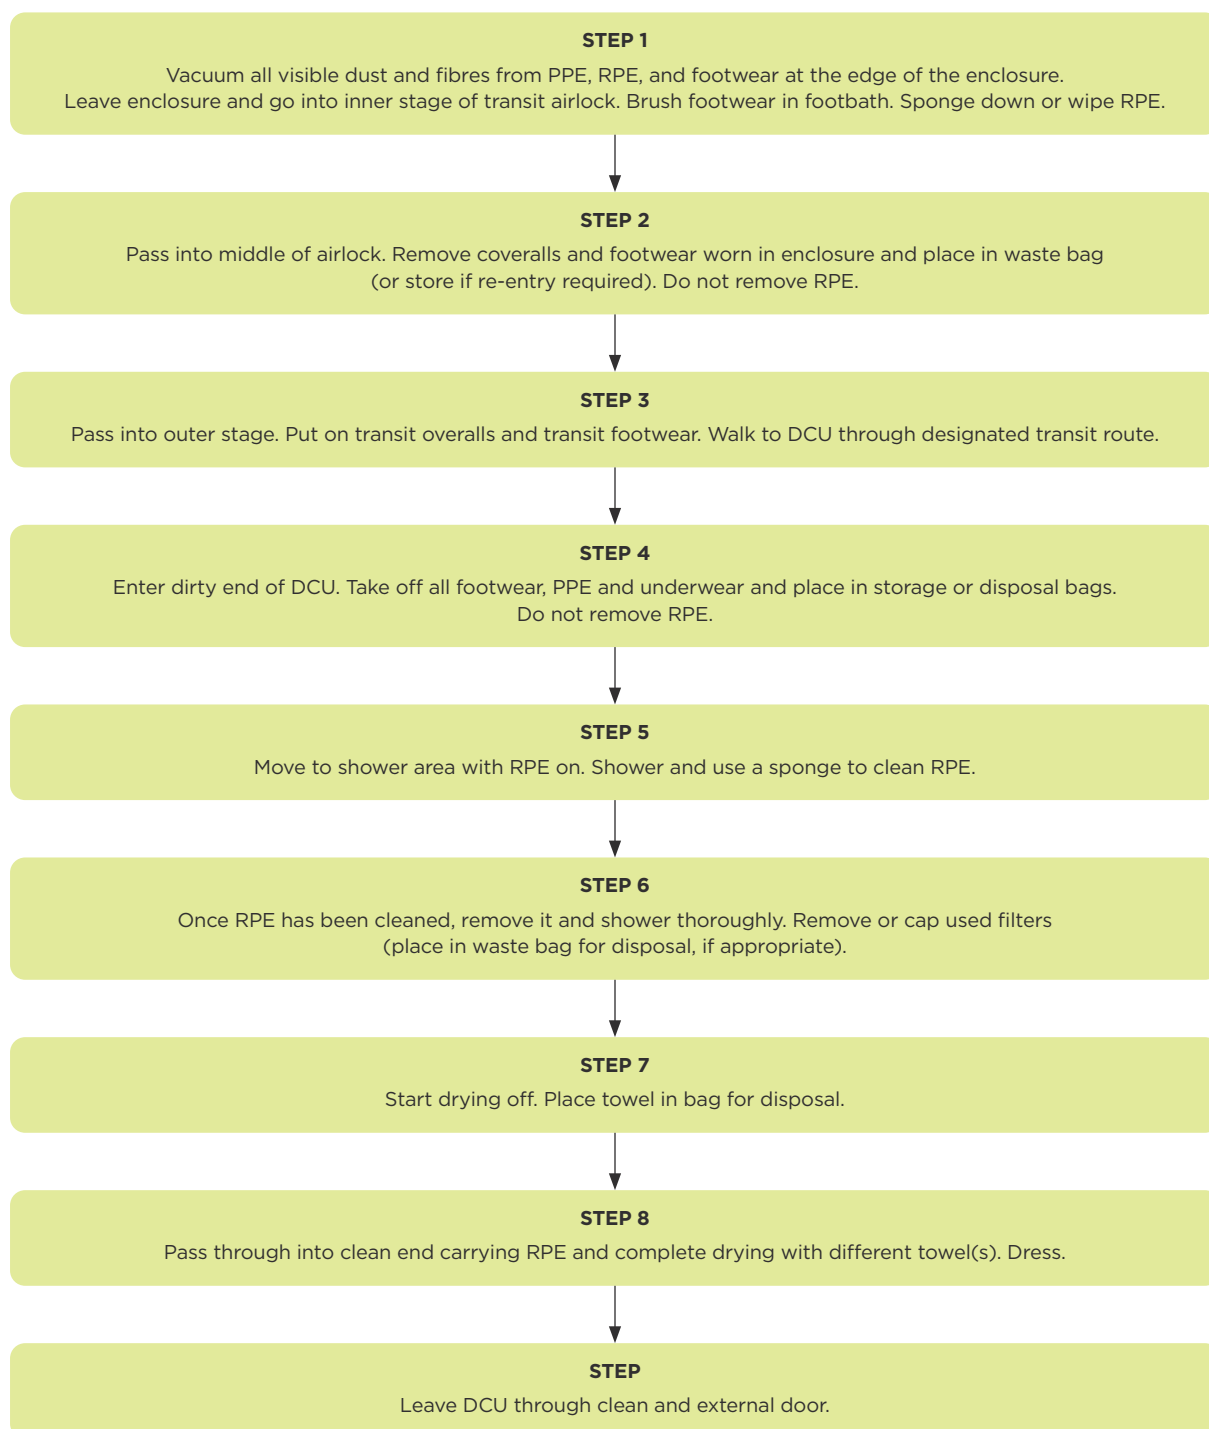 STEP 1
Vacuum all visible dust and fibres from PPE, RPE, and footwear at the edge of the enclosure.
Leave enclosure and go into inner stage of transit airlock. Brush footwear in footbath. Sponge down or wipe RPE.
STEP 2
Pass into middle of airlock. Remove coveralls and footwear worn in enclosure and place in waste bag
(or store if re-entry required). Do not remove RPE.
STEP 3
Pass into outer stage. Put on transit overalls and transit footwear. Walk to DCU through designated transit route.
STEP 4
Enter dirty end of DCU. Take off all footwear, PPE and underwear and place in storage or disposal bags.
Do not remove RPE.
STEP 5
Move to shower area with RPE on. Shower and use a sponge to clean RPE.
STEP 6
Once RPE has been cleaned, remove it and shower thoroughly. Remove or cap used filters
(place in waste bag for disposal, if appropriate).
STEP 7
Start drying off. Place towel in bag for disposal.
STEP 8
Pass through into clean end carrying RPE and complete drying with different towel(s). Dress.
STEP
Leave DCU through clean and external door.